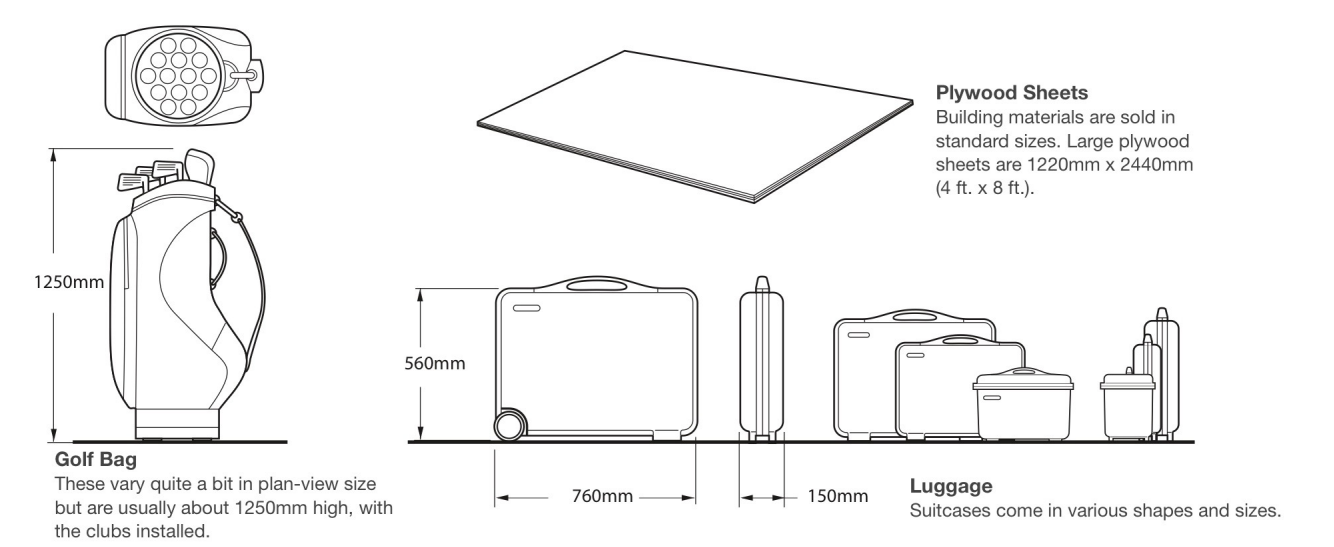 Plywood Sheets
Building materials are sold in
standard sizes. Large plywood
sheets are 1220mm x 2440mm
(4 ft. x 8 ft.).
1250mm
560mm
Golf Bag
These vary quite a bit in plan-view size
but are usually about 1250mm high, with
the clubs installed.
760mm
150mm
Luggage
Suitcases come in various shapes and sizes.